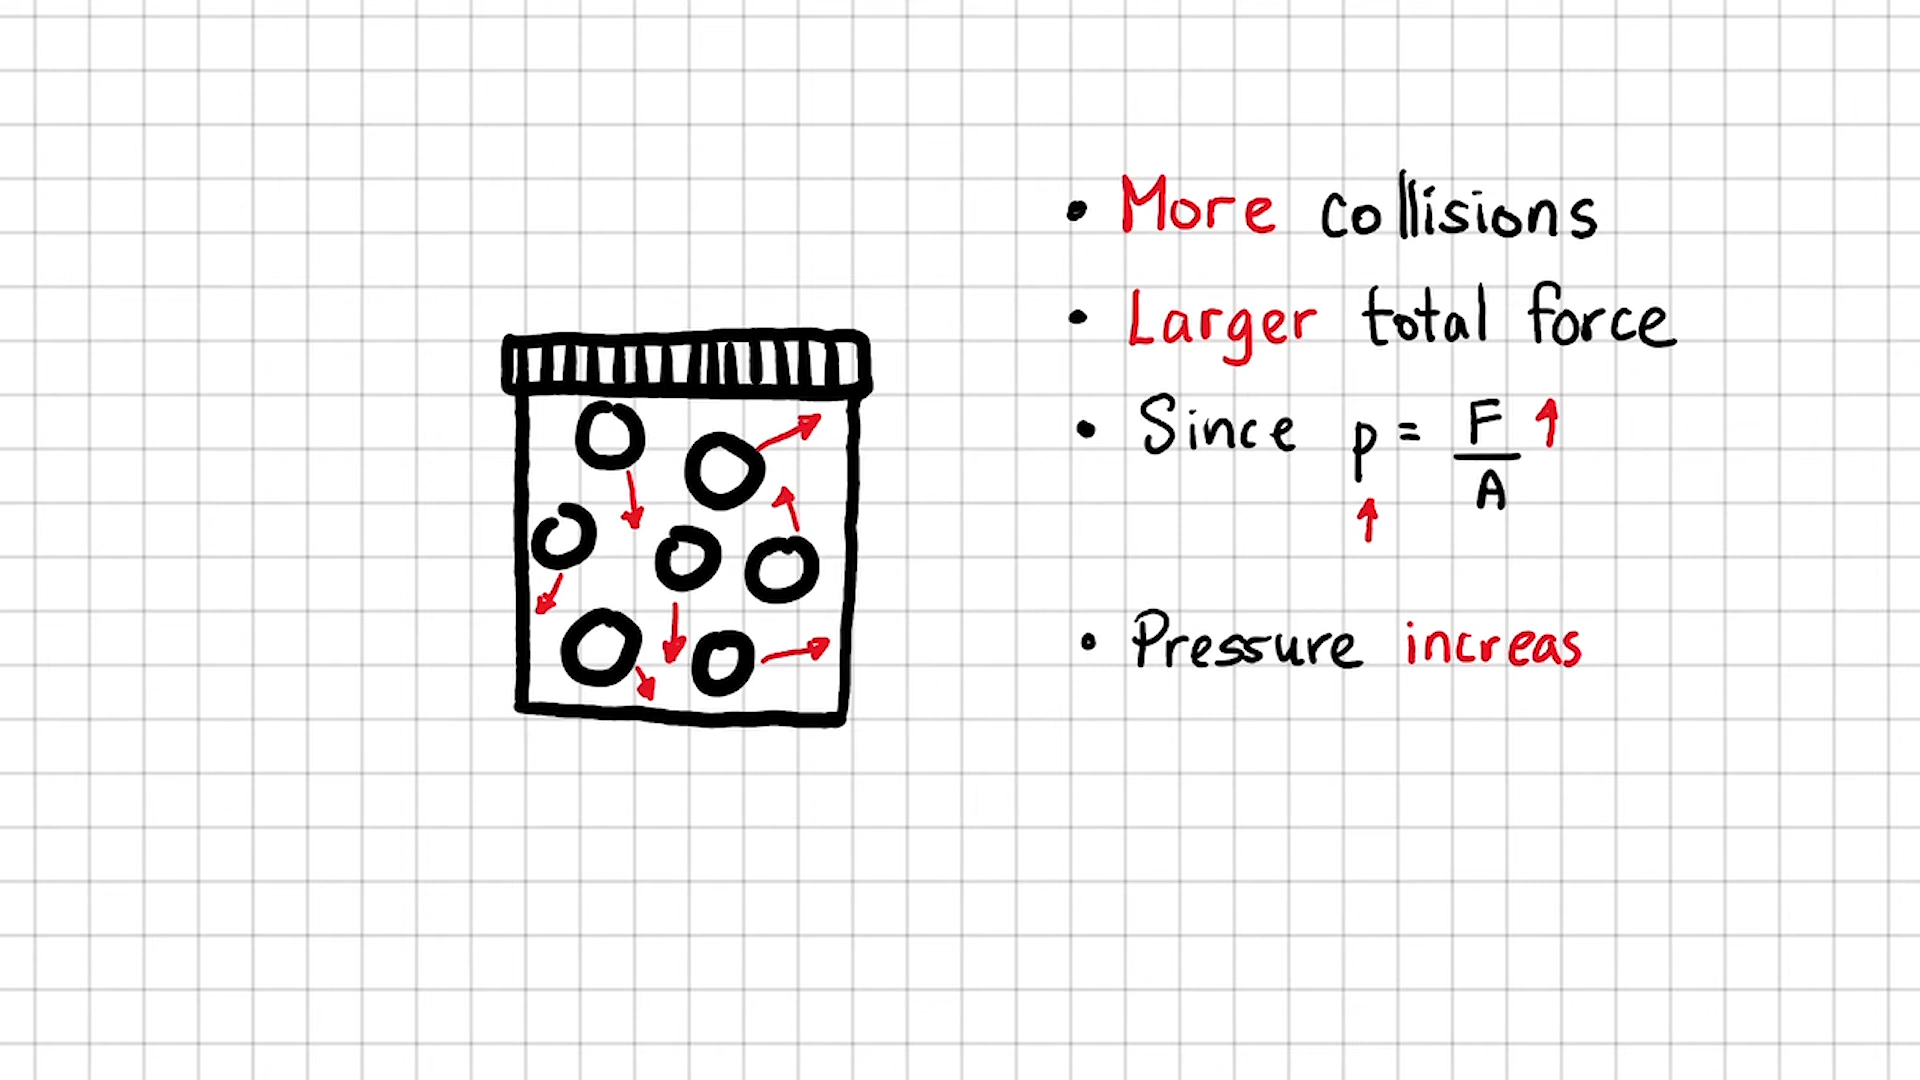 • More collisions
• Larger total force
• Since p = F/A ↑
↑
• Pressure increas